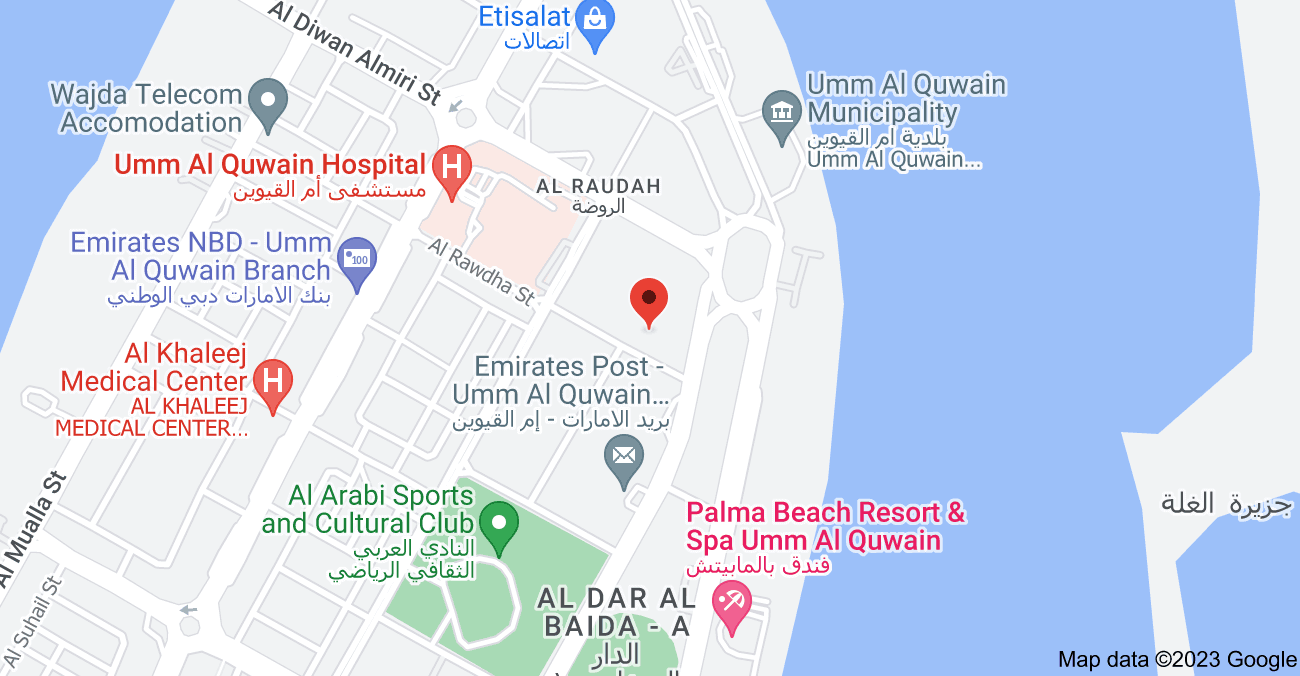 Al Diwan Almiri St
Etisalat
اتصالات
Wajda Telecom
Accomodation
Umm Al Quwain
Municipality
بلدية ام القيوين
Umm Al Quwain...
Umm Al Quwain Hospital
مستشفى أم القيوين
AL RAUDAH
الروضة
Al Rawdha St
Emirates NBD - Umm
Al Quwain Branch
بنك الامارات دبي الوطني
100
Al Khaleej
Medical Center
AL KHALEEJ
MEDICAL CENTER...
Emirates Post -
Umm Al Quwain...
بريد الامارات - إم القيوين
Al Mualla St
Al Suhail St
Al Arabi Sports
and Cultural Club
النادي العربي
الثقافي الرياضي
Palma Beach Resort &
Spa Umm Al Quwain
فندق بالمابيتش
جزيرة الغلة
AL DAR AL
BAIDA - A
الدار
Map data ©2023 Google